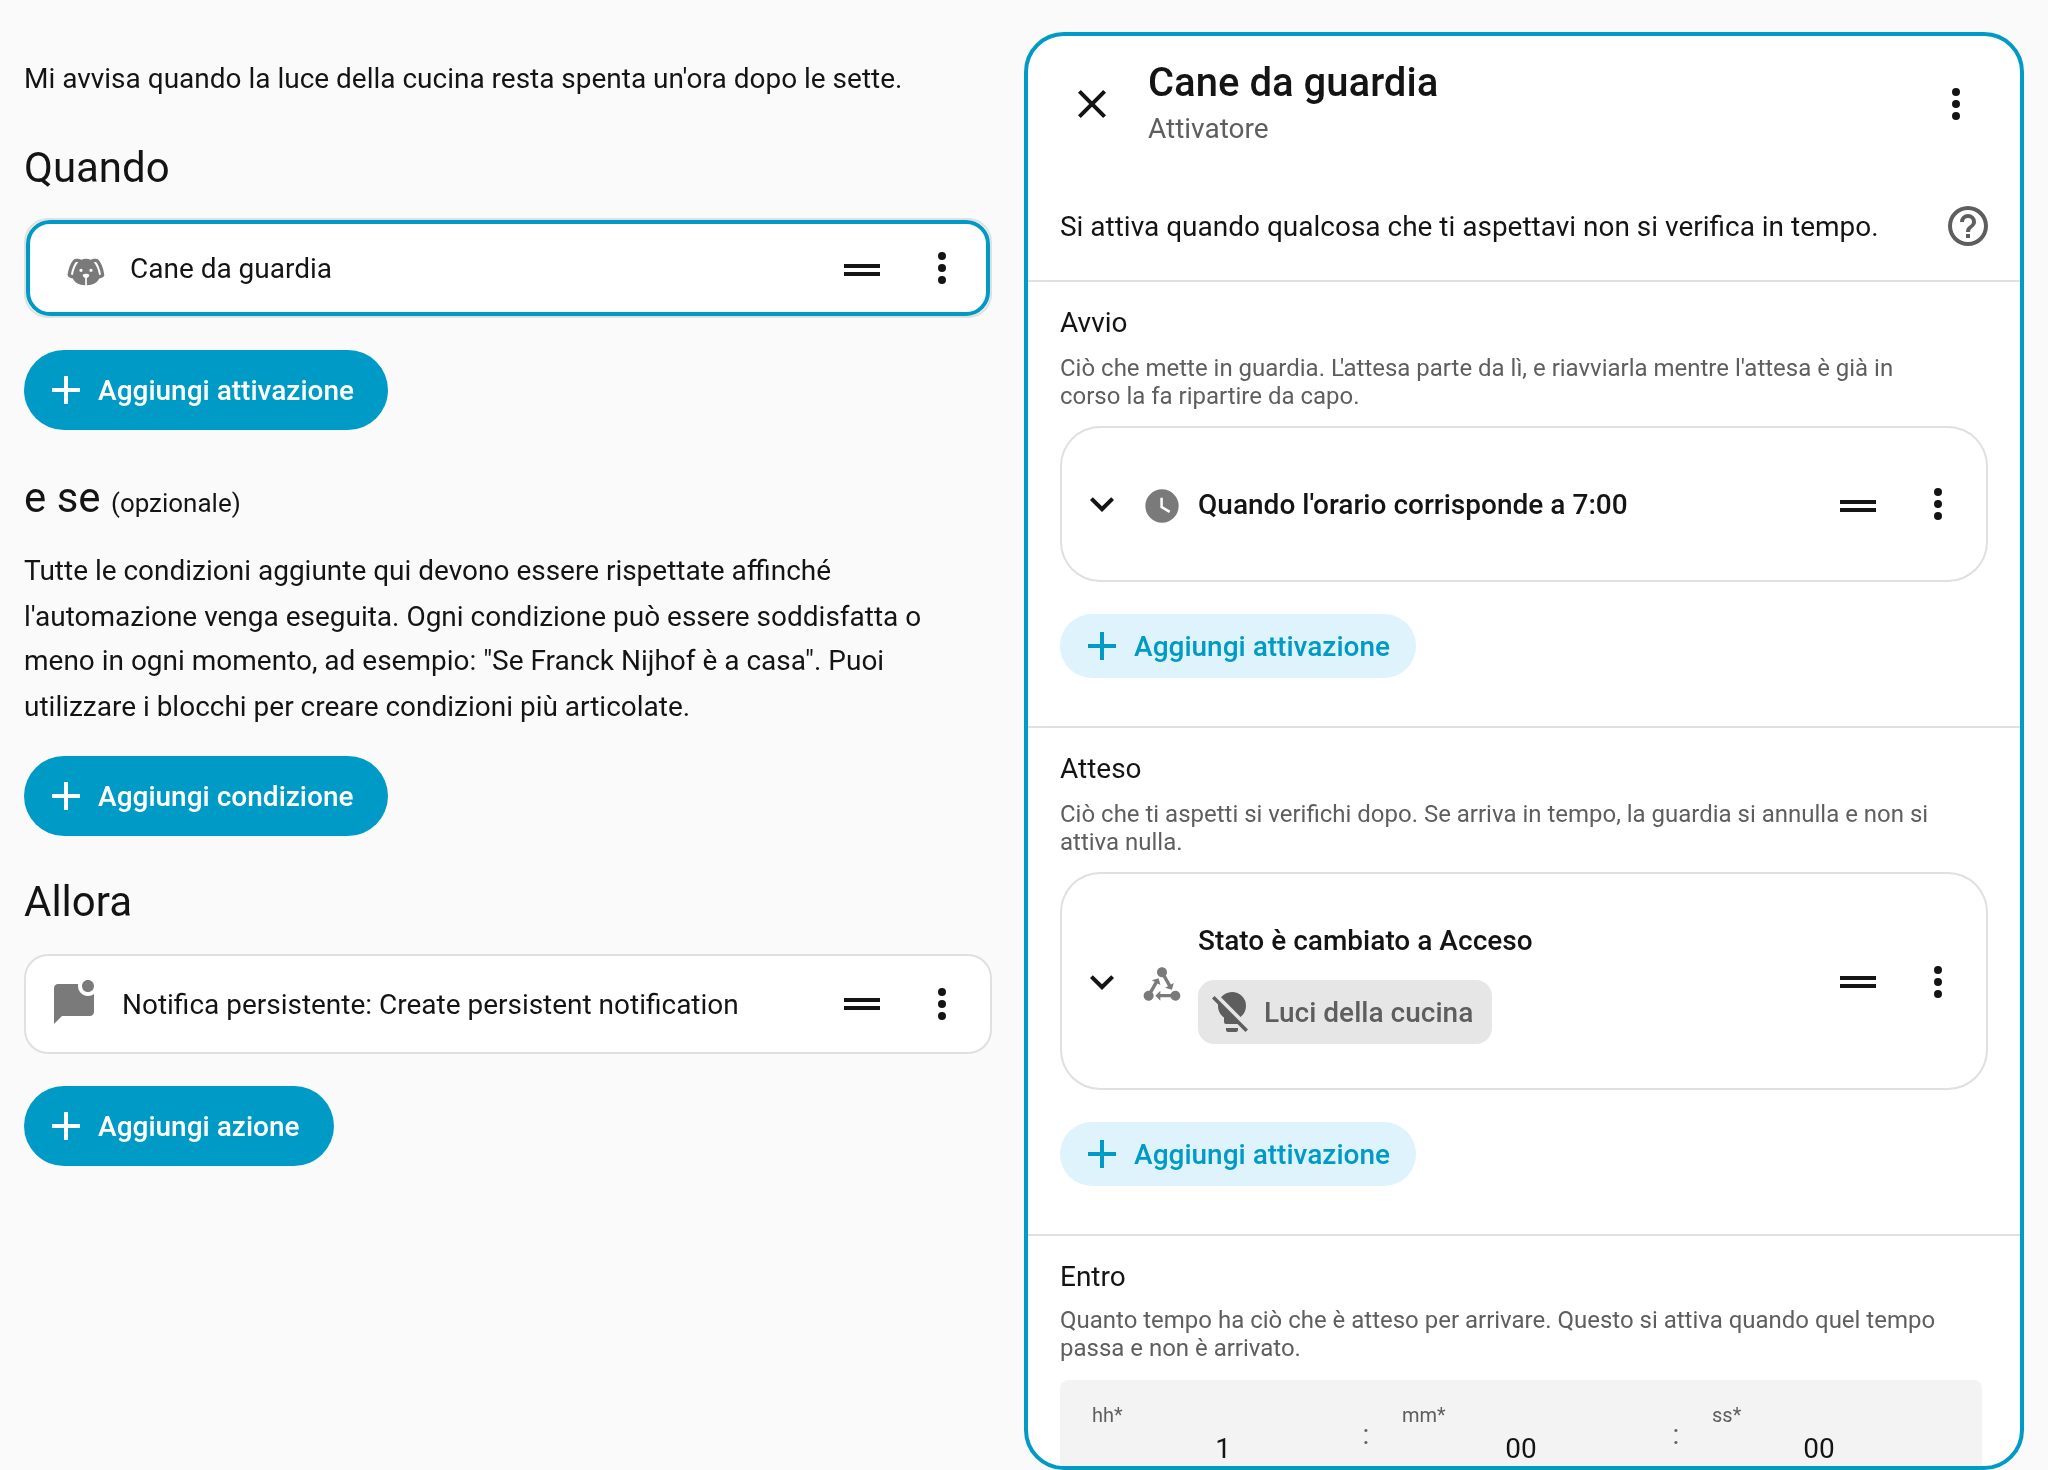 Mi avvisa quando la luce della cucina resta spenta un'ora dopo le sette.
Quando
Cane da guardia
Aggiungi attivazione
e se (opzionale)
Tutte le condizioni aggiunte qui devono essere rispettate affinché
l'automazione venga eseguita. Ogni condizione può essere soddisfatta o
meno in ogni momento, ad esempio: "Se Franck Nijhof è a casa". Puoi
utilizzare i blocchi per creare condizioni più articolate.
Aggiungi condizione
Allora
Notifica persistente: Create persistent notification
Aggiungi azione
Cane da guardia
Attivatore
Si attiva quando qualcosa che ti aspettavi non si verifica in tempo.
Avvio
Ciò che mette in guardia. L'attesa parte da lì, e riavviarla mentre l'attesa è già in
corso la fa ripartire da capo.
Quando l'orario corrisponde a 7:00
Aggiungi attivazione
Atteso
Ciò che ti aspetti si verifichi dopo. Se arriva in tempo, la guardia si annulla e non si
attiva nulla.
Stato è cambiato a Acceso
Luci della cucina
Aggiungi attivazione
Entro
Quanto tempo ha ciò che è atteso per arrivare. Questo si attiva quando quel tempo
passa e non è arrivato.
hh* mm* ss*
1 : 00 : 00